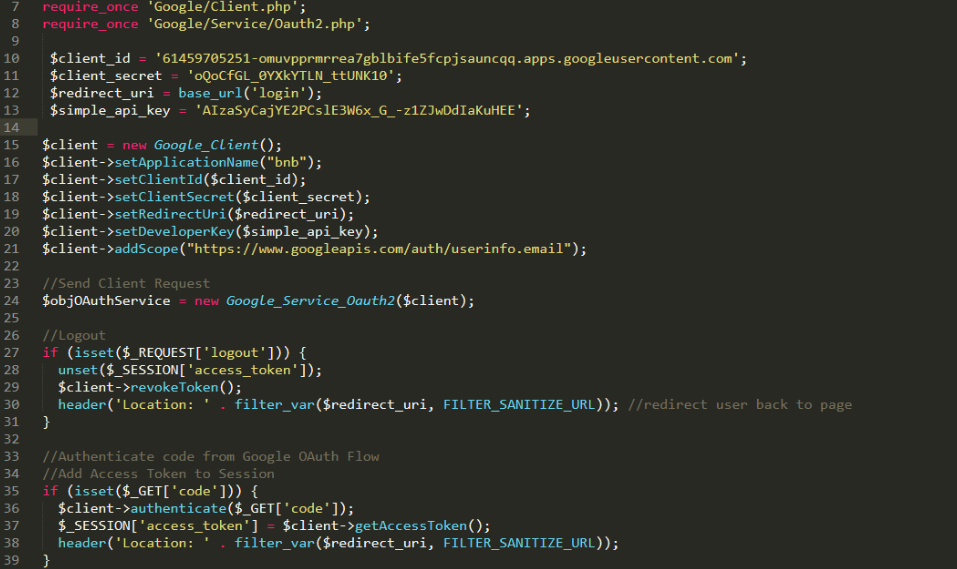 7 require_once 'Google/Client.php';
8 require_once 'Google/Service/Oauth2.php';
9
10 $client_id = '61459705251-omuvpprmrrea7gblbife5fcpjsauncqq.apps.googleusercontent.com';
11 $client_secret = 'oQoCfGL_0YXkYTLN_ttUNK10';
12 $redirect_uri = base_url('login');
13 $simple_api_key = 'AIzaSyCajYE2PCslE3W6x_G_-z1ZJwDdIaKuHEE';
14
15 $client = new Google_Client();
16 $client->setApplicationName("bnb");
17 $client->setClientId($client_id);
18 $client->setClientSecret($client_secret);
19 $client->setRedirectUri($redirect_uri);
20 $client->setDeveloperKey($simple_api_key);
21 $client->addScope("https://www.googleapis.com/auth/userinfo.email");
22
23 //Send Client Request
24 $objOAuthService = new Google_Service_Oauth2($client);
25
26 //Logout
27 if (isset($_REQUEST['logout'])) {
28 unset($_SESSION['access_token']);
29 $client->revokeToken();
30 header('Location: ' . filter_var($redirect_uri, FILTER_SANITIZE_URL)); //redirect user back to page
31 }
32
33 //Authenticate code from Google OAuth Flow
34 //Add Access Token to Session
35 if (isset($_GET['code'])) {
36 $client->authenticate($_GET['code']);
37 $_SESSION['access_token'] = $client->getAccessToken();
38 header('Location: ' . filter_var($redirect_uri, FILTER_SANITIZE_URL));
39 }